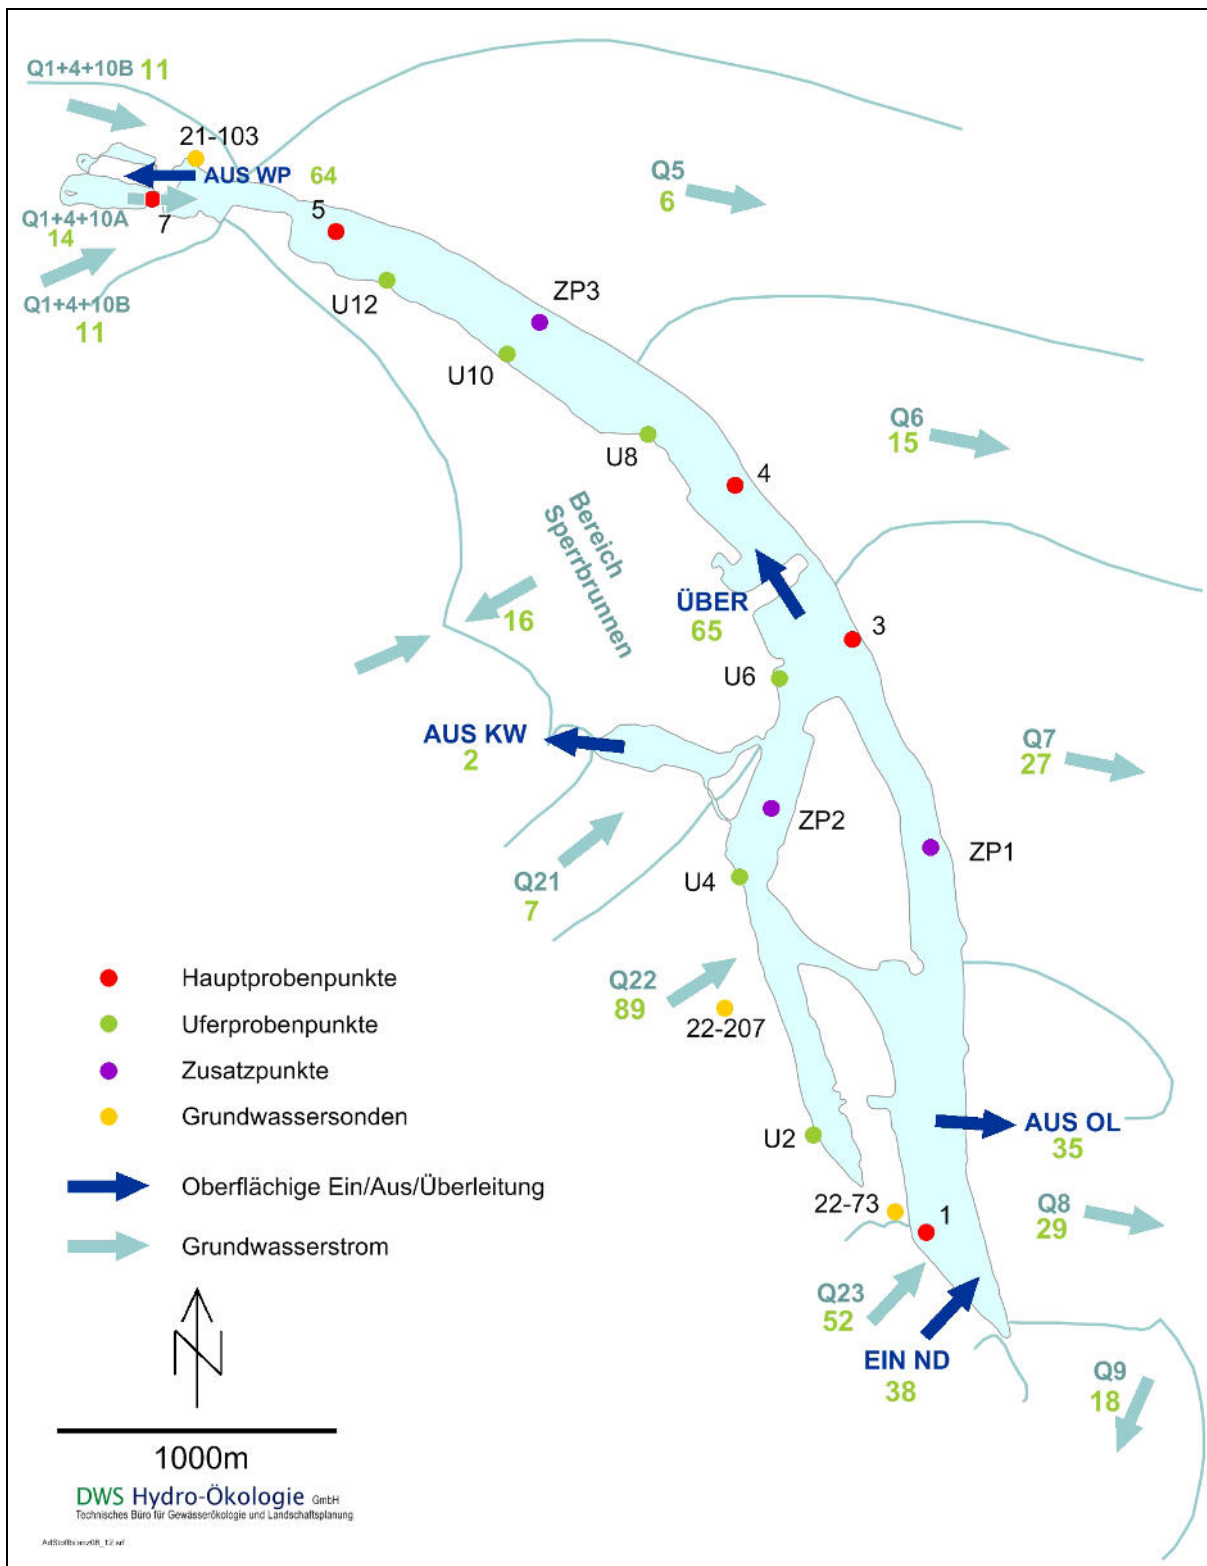 Q1+4+10B 11
21-103
AUS WP 64
Q5
6
Q1+4+10A
14
7
5
Q1+4+10B
11
U12
ZP3
U10
Q6
15
U8
4
Bereich
Sperrbrunnen
16
ÜBER
65
3
U6
AUS KW
2
Q7
27
ZP2
ZP1
Q21
7
U4
Hauptprobenpunkte
Q22
89
22-207
Uferprobenpunkte
Zusatzpunkte
Grundwassersonden
U2
AUS OL
35
Oberflächige Ein/Aus/Überleitung
22-73
1
Q8
29
Grundwasserstrom
Q23
52
EIN ND
38
Q9
18
N
1000m
DWS Hydro-Ökologie GmbH
Technisches Büro für Gewässerökologie und Landschaftsplanung